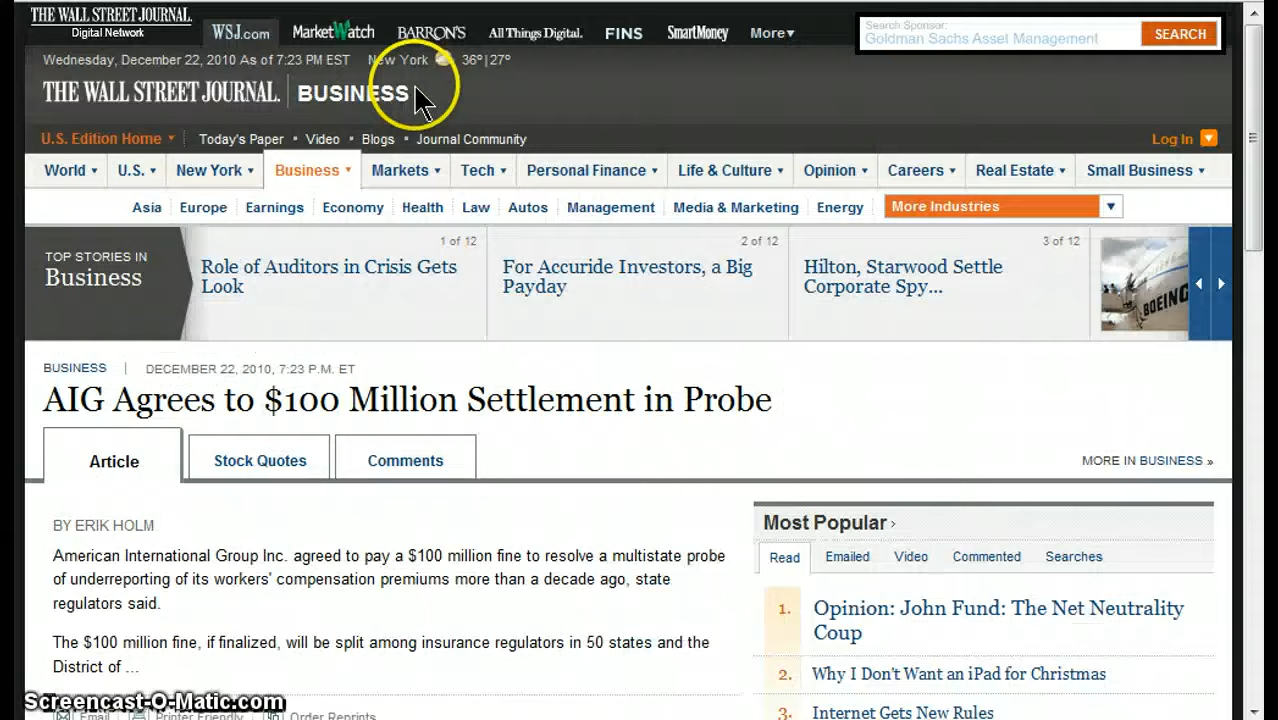 THE WALL STREET JOURNAL.
Digital Network
WSJ.com
MarketWatch
BARRON'S
All Things Digital.
FINS
SmartMoney
More▾
Search Sponsor:
Goldman Sachs Asset Management
SEARCH
Wednesday, December 22, 2010 As of 7:23 PM EST
New York 36º|27º
THE WALL STREET JOURNAL. BUSINESS
U.S. Edition Home
Today's Paper • Video • Blogs • Journal Community
Log In
World U.S. New York Business Markets Tech Personal Finance Life & Culture Opinion Careers Real Estate Small Business
Asia Europe Earnings Economy Health Law Autos Management Media & Marketing Energy More Industries
TOP STORIES IN
Business
1 of 12
Role of Auditors in Crisis Gets
Look
2 of 12
For Accuride Investors, a Big
Payday
3 of 12
Hilton, Starwood Settle
Corporate Spy...
BOEING
BUSINESS | DECEMBER 22, 2010, 7:23 P.M. ET
AIG Agrees to $100 Million Settlement in Probe
Article Stock Quotes Comments
MORE IN BUSINESS »
BY ERIK HOLM
American International Group Inc. agreed to pay a $100 million fine to resolve a multistate probe
of underreporting of its workers' compensation premiums more than a decade ago, state
regulators said.
The $100 million fine, if finalized, will be split among insurance regulators in 50 states and the
District of ...
Email Printer Friendly Order Reprints
Most Popular ›
Read Emailed Video Commented Searches
1. Opinion: John Fund: The Net Neutrality
Coup
2. Why I Don't Want an iPad for Christmas
3. Internet Gets New Rules
Screencast-O-Matic.com